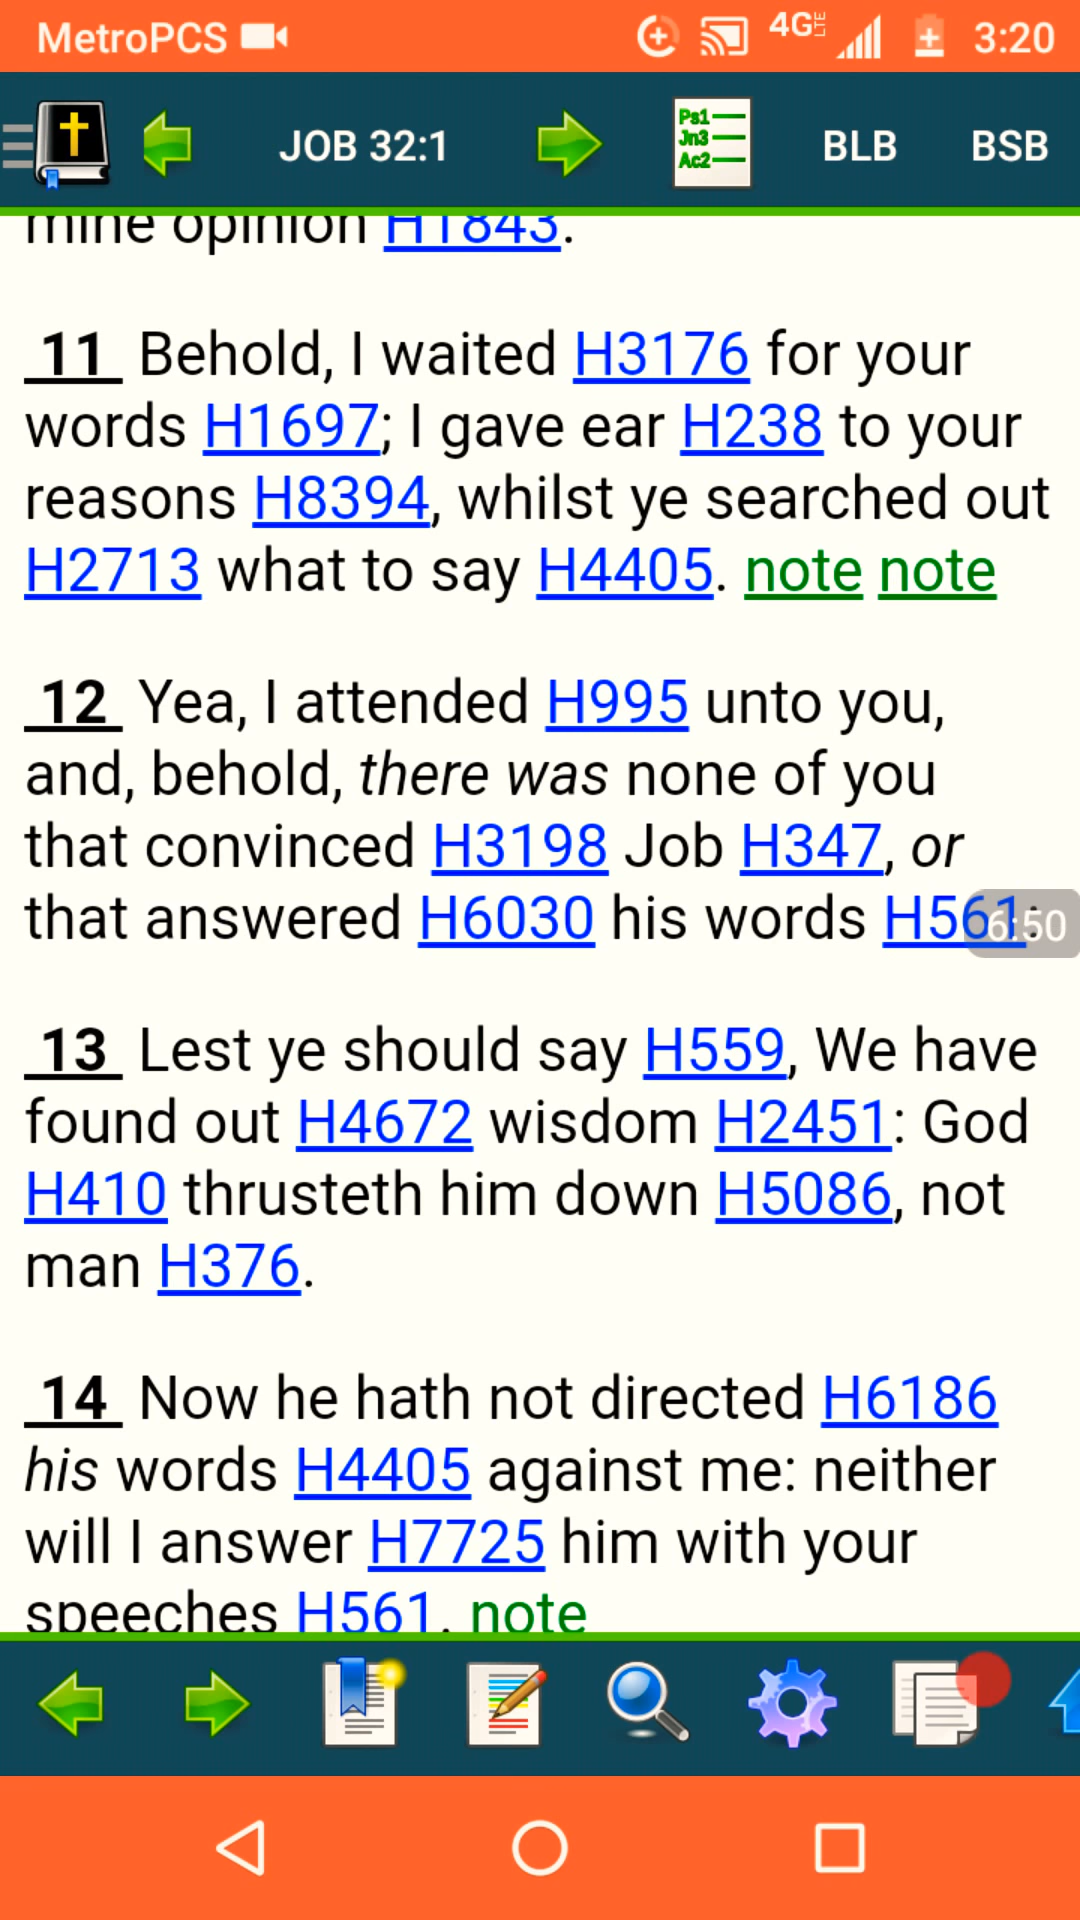 MetroPCS 4G LTE 3:20
JOB 32:1 Ps1 Jn3 Ac2 BLB BSB
mine opinion H1843.
11 Behold, I waited H3176 for your
words H1697; I gave ear H238 to your
reasons H8394, whilst ye searched out
H2713 what to say H4405. note note
12 Yea, I attended H995 unto you,
and, behold, there was none of you
that convinced H3198 Job H347, or
that answered H6030 his words H561:
6:50
13 Lest ye should say H559, We have
found out H4672 wisdom H2451: God
H410 thrusteth him down H5086, not
man H376.
14 Now he hath not directed H6186
his words H4405 against me: neither
will I answer H7725 him with your
speeches H561. note